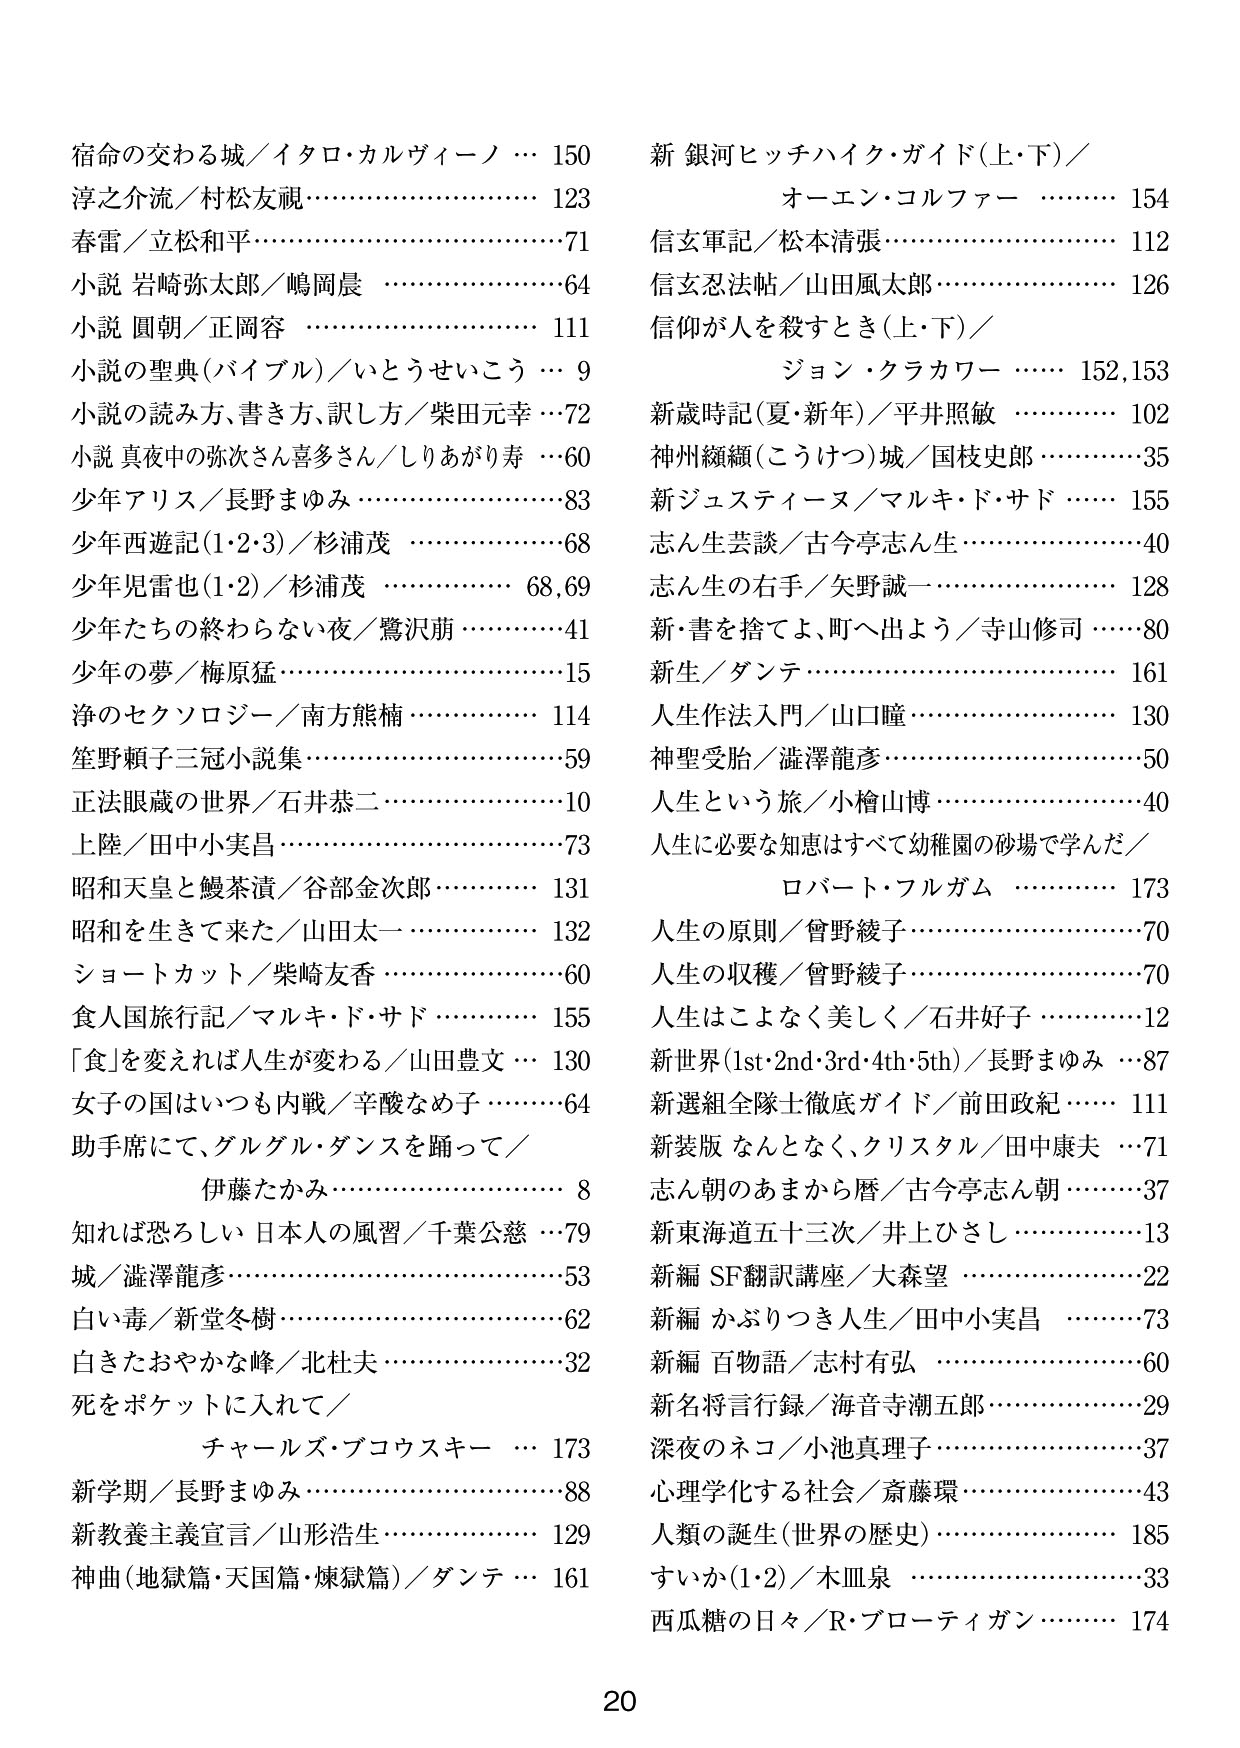 宿命の交わる城／イタロ・カルヴィーノ … 150
淳之介流／村松友視……………………… 123
春雷／立松和平………………………………71
小説 岩崎弥太郎／嶋岡晨 …………………64
小説 圓朝／正岡容 ……………………… 111
小説の聖典(バイブル)／いとうせいこう … 9
小説の読み方、書き方、訳し方／柴田元幸 …72
小説 真夜中の弥次さん喜多さん／しりあがり寿 …60
少年アリス／長野まゆみ ……………………83
少年西遊記(1・2・3)／杉浦茂 ………………68
少年児雷也(1・2)／杉浦茂 …………… 68,69
少年たちの終わらない夜／鷺沢萠 …………41
少年の夢／梅原猛……………………………15
浄のセクソロジー／南方熊楠 …………… 114
笙野頼子三冠小説集…………………………59
正法眼蔵の世界／石井恭二 …………………10
上陸／田中小実昌……………………………73
昭和天皇と鰻茶漬／谷部金次郎 ………… 131
昭和を生きて来た／山田太一 …………… 132
ショートカット／柴崎友香 …………………60
食人国旅行記／マルキ・ド・サド ………… 155
「食」を変えれば人生が変わる／山田豊文 … 130
女子の国はいつも内戦／辛酸なめ子 ………64
助手席にて、グルグル・ダンスを踊って／
伊藤たかみ……………………… 8
知れば恐ろしい 日本人の風習／千葉公慈 …79
城／澁澤龍彥…………………………………53
白い毒／新堂冬樹……………………………62
白きたおやかな峰／北杜夫 …………………32
死をポケットに入れて／
チャールズ・ブコウスキー … 173
新学期／長野まゆみ…………………………88
新教養主義宣言／山形浩生 ……………… 129
神曲(地獄篇・天国篇・煉獄篇)／ダンテ … 161
新 銀河ヒッチハイク・ガイド(上・下)／
オーエン・コルファー ……… 154
信玄軍記／松本清張……………………… 112
信玄忍法帖／山田風太郎………………… 126
信仰が人を殺すとき(上・下)／
ジョン・クラカワー …… 152,153
新歳時記(夏・新年)／平井照敏 ………… 102
神州纐纈(こうけつ)城／国枝史郎 …………35
新ジュスティーヌ／マルキ・ド・サド …… 155
志ん生芸談／古今亭志ん生…………………40
志ん生の右手／矢野誠一………………… 128
新・書を捨てよ、町へ出よう／寺山修司 ……80
新生／ダンテ ……………………………… 161
人生作法入門／山口瞳…………………… 130
神聖受胎／澁澤龍彥…………………………50
人生という旅／小檜山博……………………40
人生に必要な知恵はすべて幼稚園の砂場で学んだ／
ロバート・フルガム ………… 173
人生の原則／曾野綾子………………………70
人生の収穫／曾野綾子………………………70
人生はこよなく美しく／石井好子 …………12
新世界(1st・2nd・3rd・4th・5th)／長野まゆみ …87
新選組全隊士徹底ガイド／前田政紀 …… 111
新装版 なんとなく、クリスタル／田中康夫 …71
志ん朝のあまから暦／古今亭志ん朝 ………37
新東海道五十三次／井上ひさし ……………13
新編 SF翻訳講座／大森望 …………………22
新編 かぶりつき人生／田中小実昌 ………73
新編 百物語／志村有弘 ……………………60
新名将言行録／海音寺潮五郎………………29
深夜のネコ／小池真理子……………………37
心理学化する社会／斎藤環…………………43
人類の誕生(世界の歴史) ………………… 185
すいか(1・2)／木皿泉 ………………………33
西瓜糖の日々／R・ブローティガン ……… 174
20